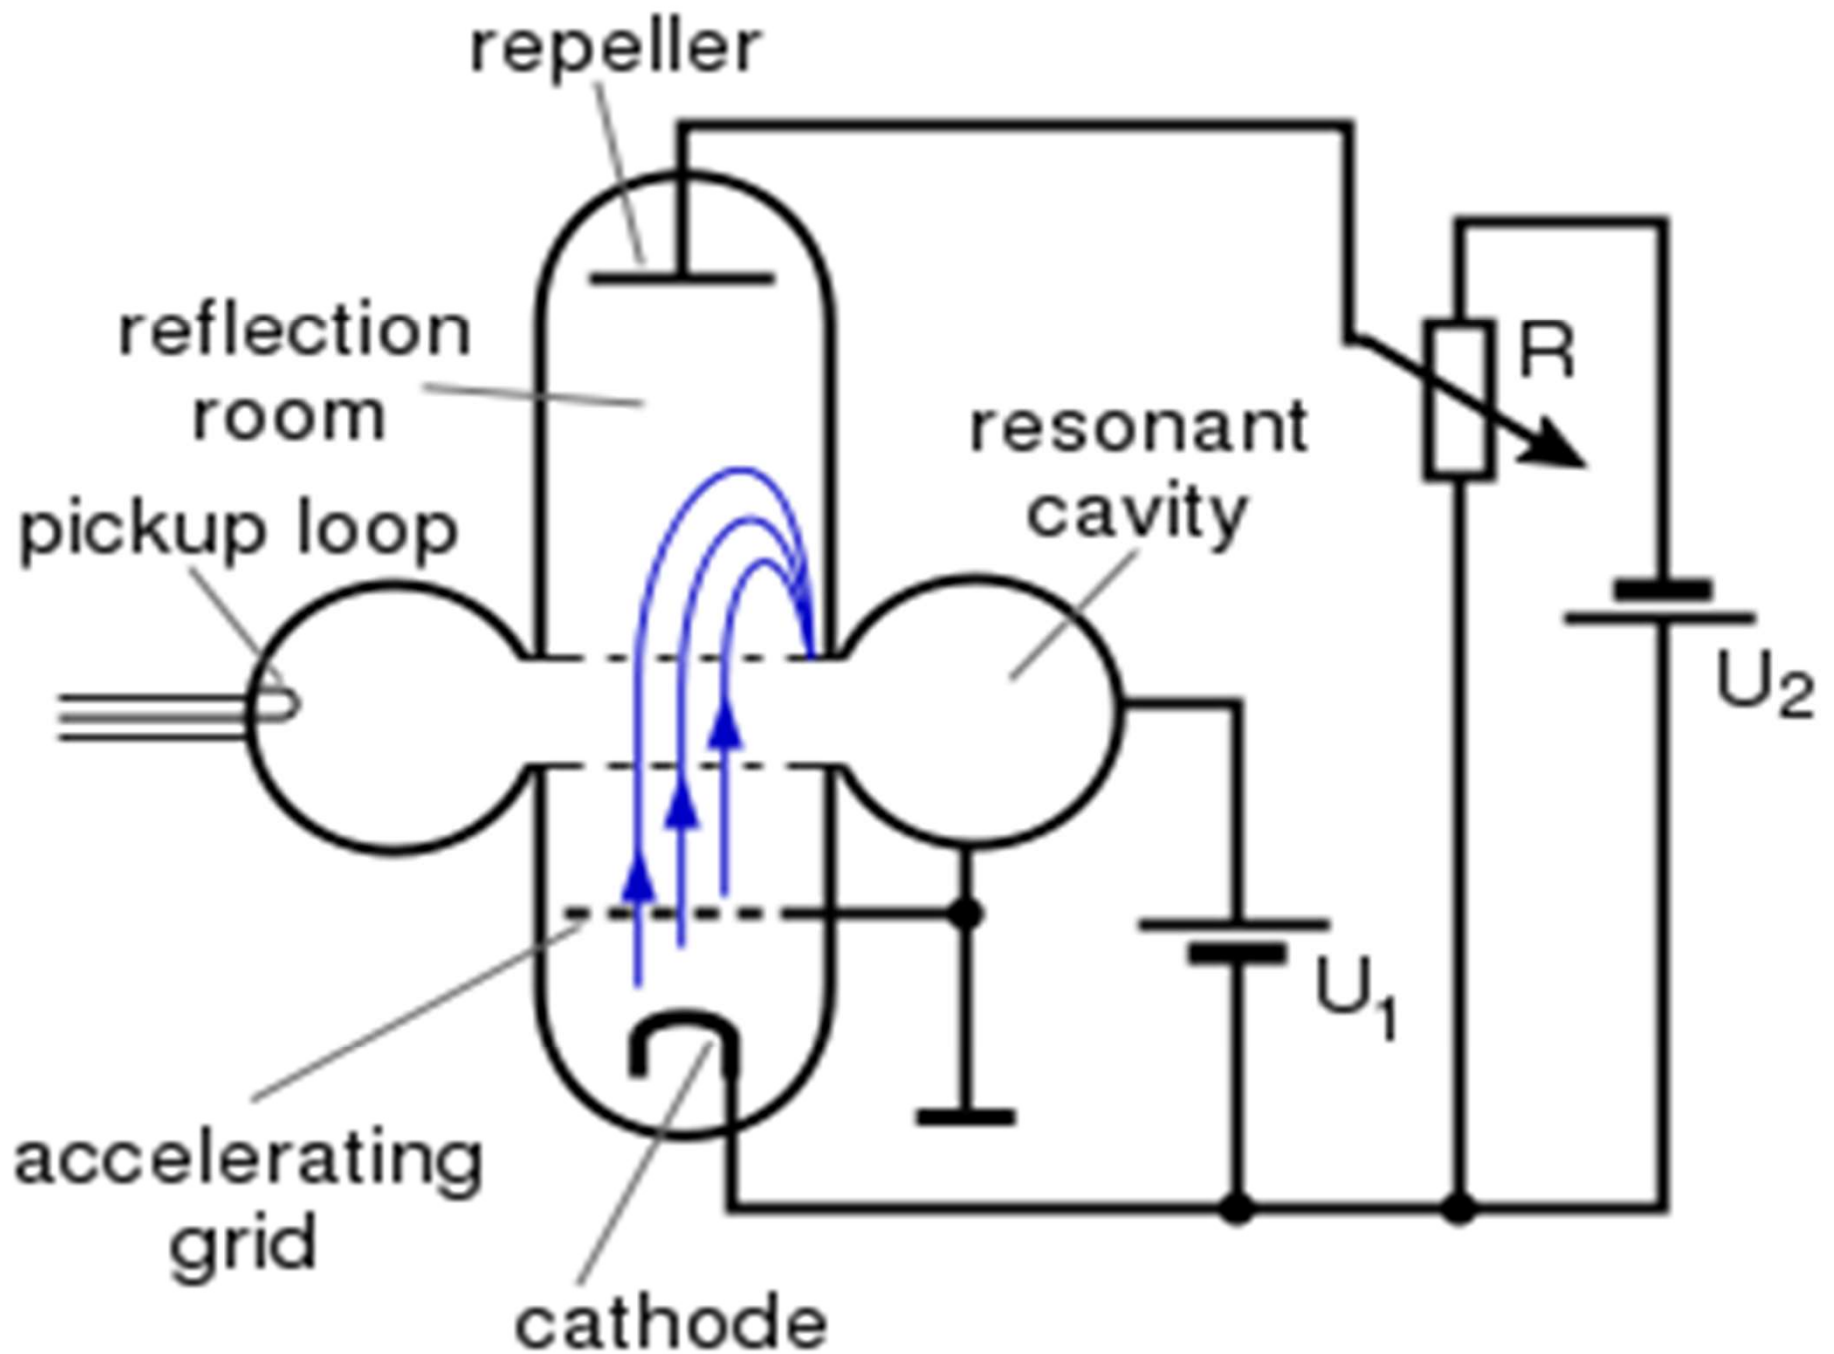 repeller
reflection
room
pickup loop
resonant
cavity
R
U2
U1
accelerating
grid
cathode